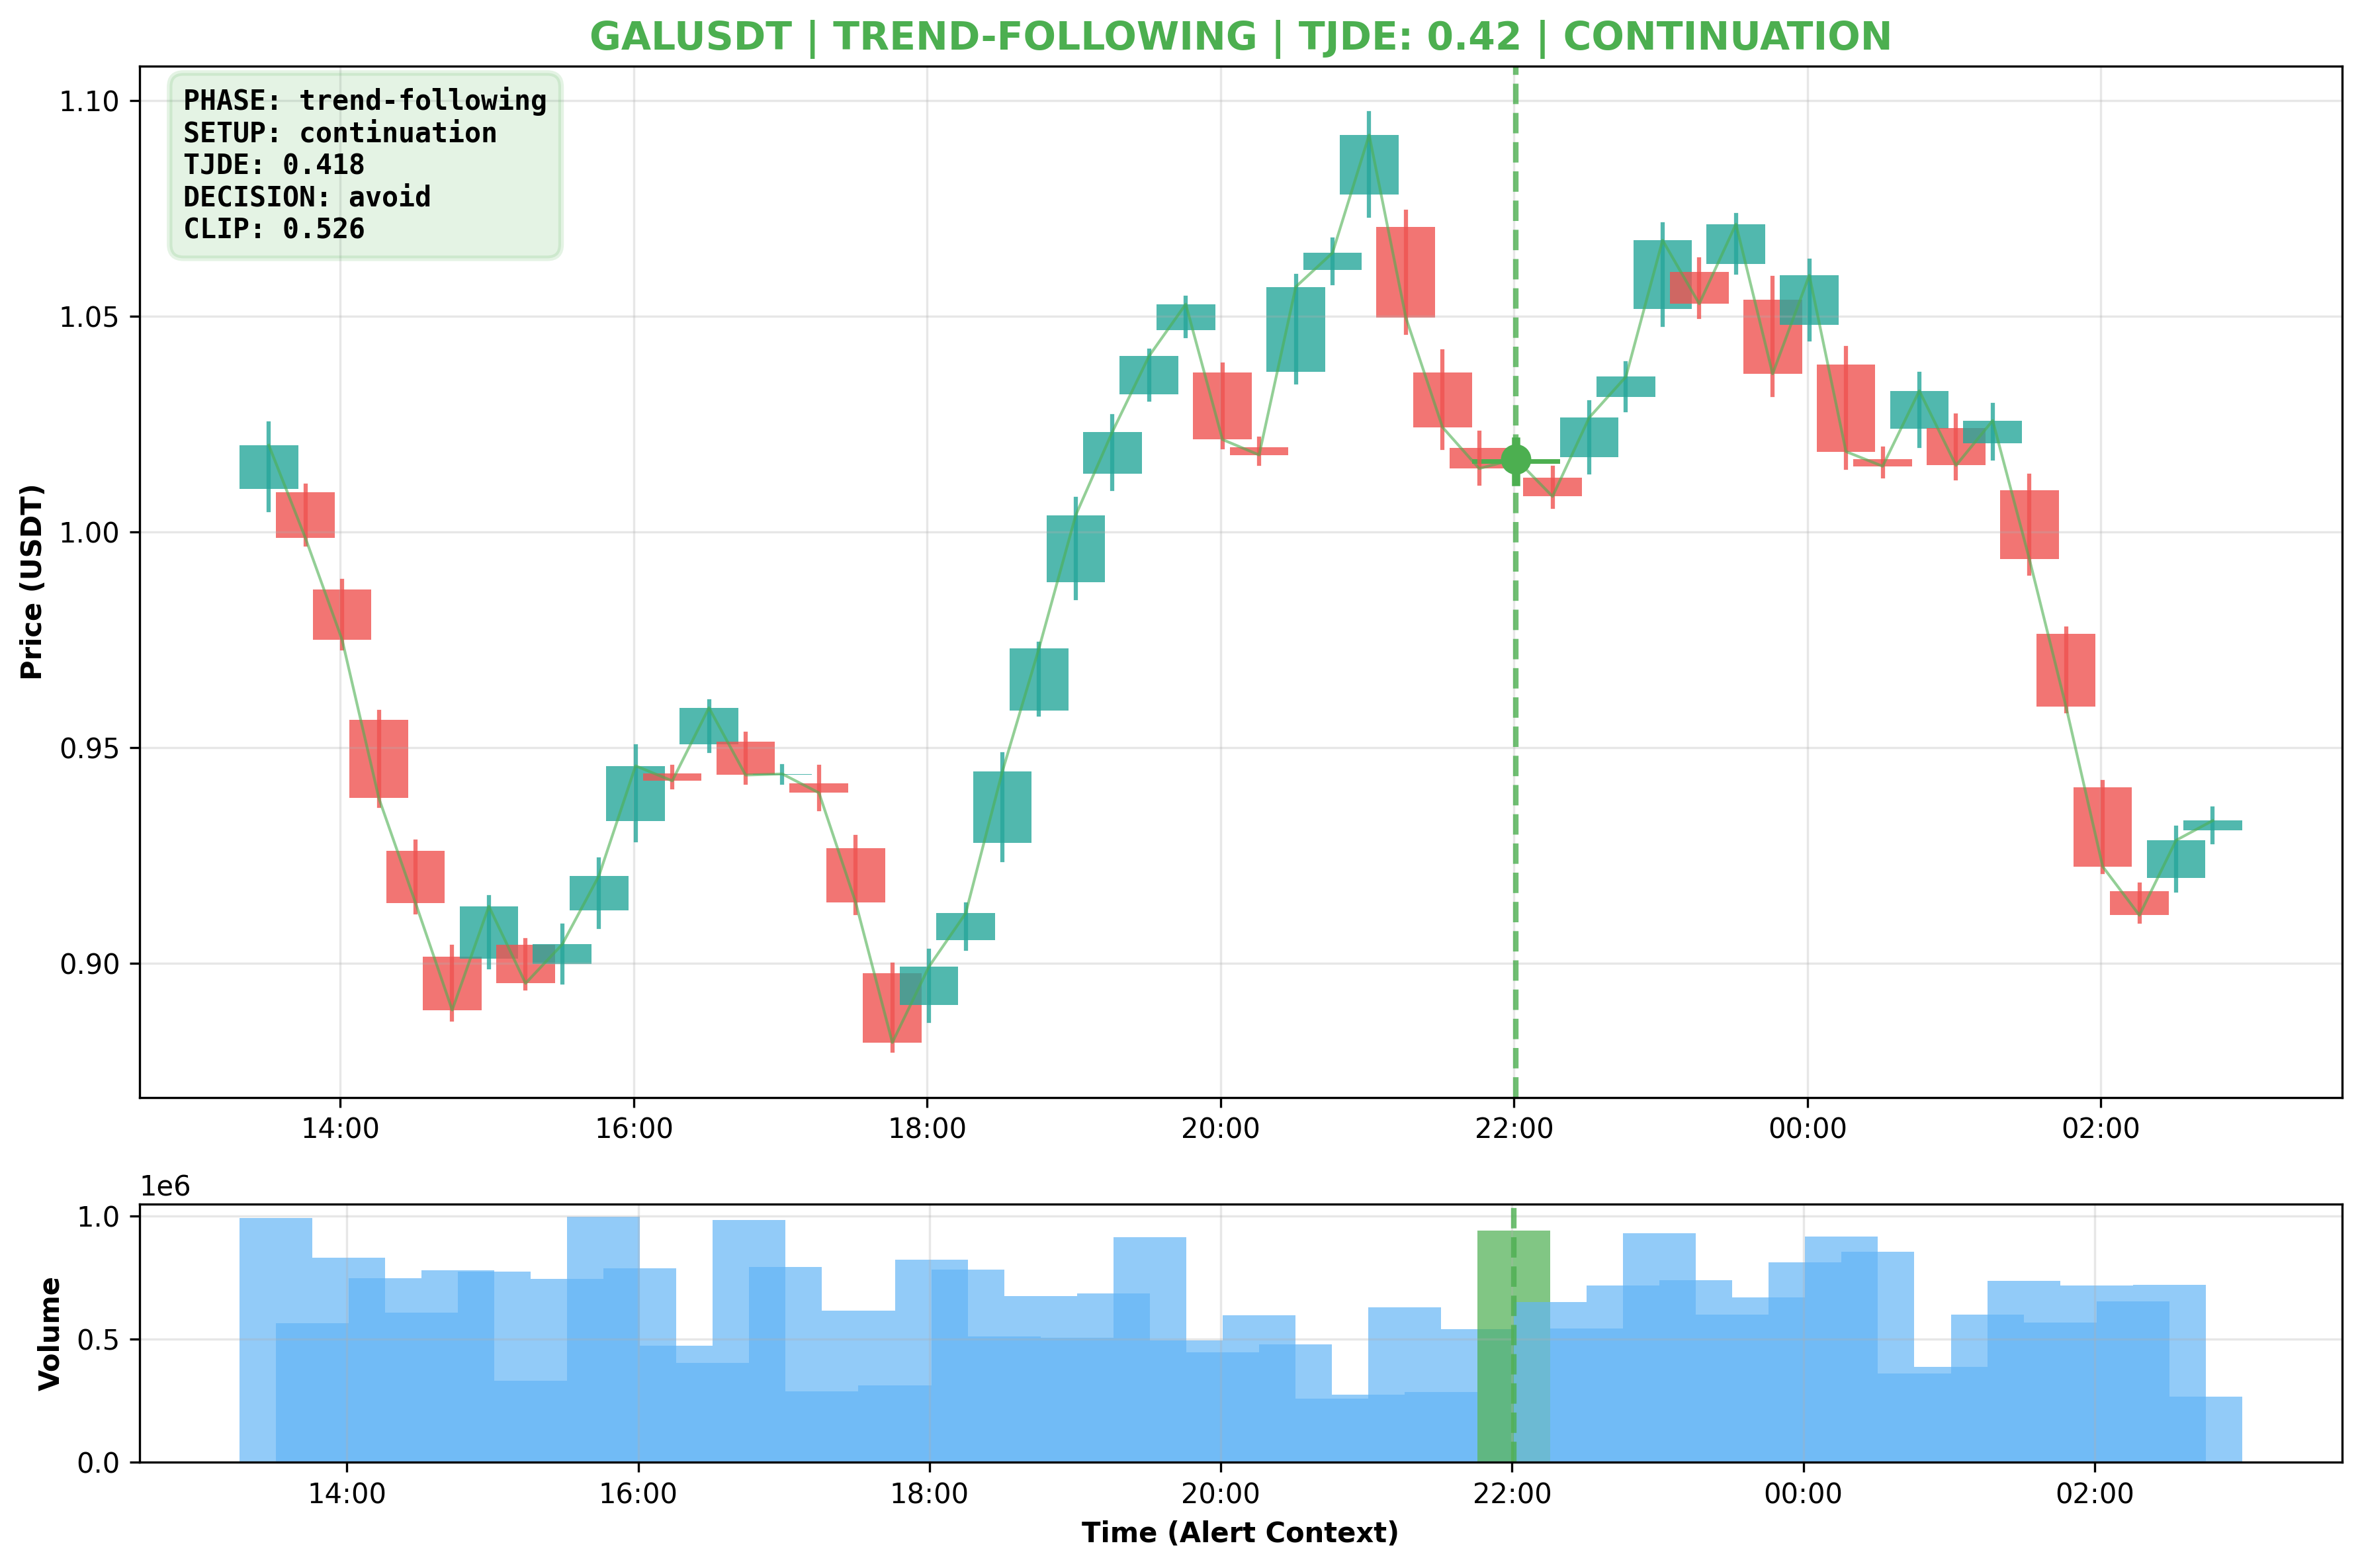 GALUSDT | TREND-FOLLOWING | TJDE: 0.42 | CONTINUATION
PHASE: trend-following
SETUP: continuation
TJDE: 0.418
DECISION: avoid
CLIP: 0.526
Price (USDT)
1.10
1.05
1.00
0.95
0.90
14:00 16:00 18:00 20:00 22:00 00:00 02:00
1e6
Volume
1.0
0.5
0.0
14:00 16:00 18:00 20:00 22:00 00:00 02:00
Time (Alert Context)